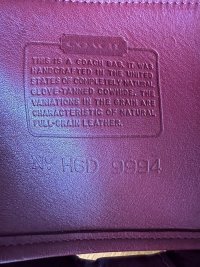 THIS IS A COACH BAG. IT WAS
HANDCRAFTED IN THE UNITED
STATES OF COMPLETELY NATURAL
GLOVE-TANNED COWHIDE. THE
VARIATIONS IN THE GRAIN ARE
CHARACTERISTIC OF NATURAL
FULL-GRAIN LEATHER.
Nº H6D 9994